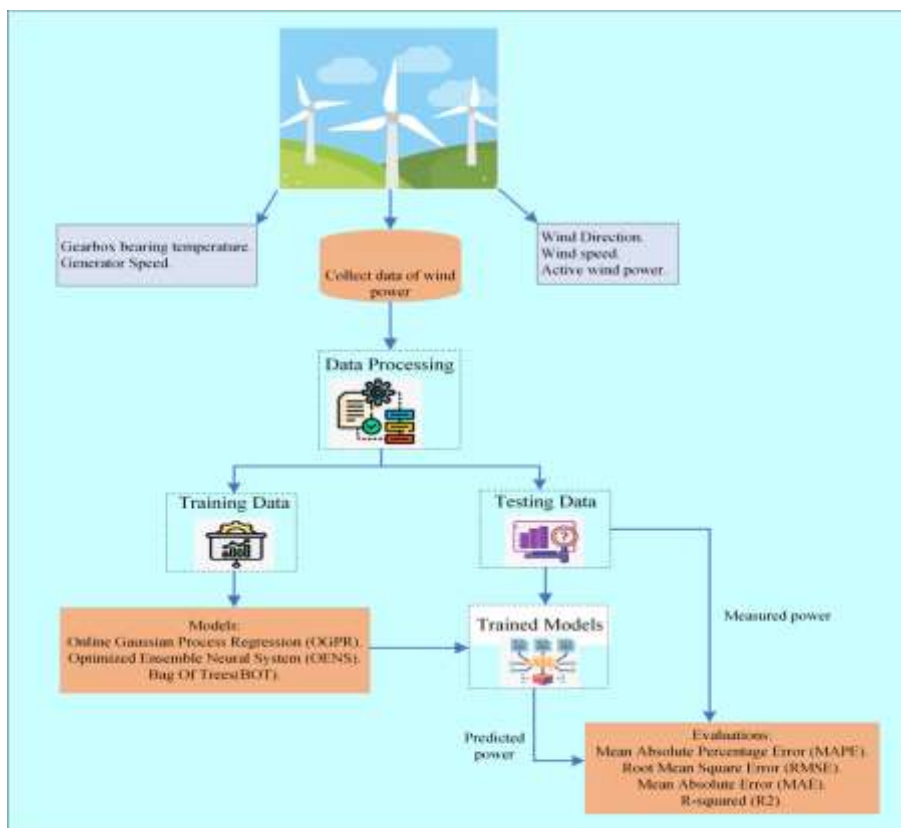 Gearbox bearing temperature.
Generator Speed.
Collect data of wind
power
Wind Direction.
Wind speed.
Active wind power.
Data Processing
Training Data
Testing Data
Models:
Online Gaussian Process Regression (OGPR).
Optimized Ensemble Neural System (OENS).
Bag Of Trees(BOT).
Trained Models
Measured power
Predicted
power
Evaluations:
Mean Absolute Percentage Error (MAPE).
Root Mean Square Error (RMSE).
Mean Absolute Error (MAE).
R-squared (R2)